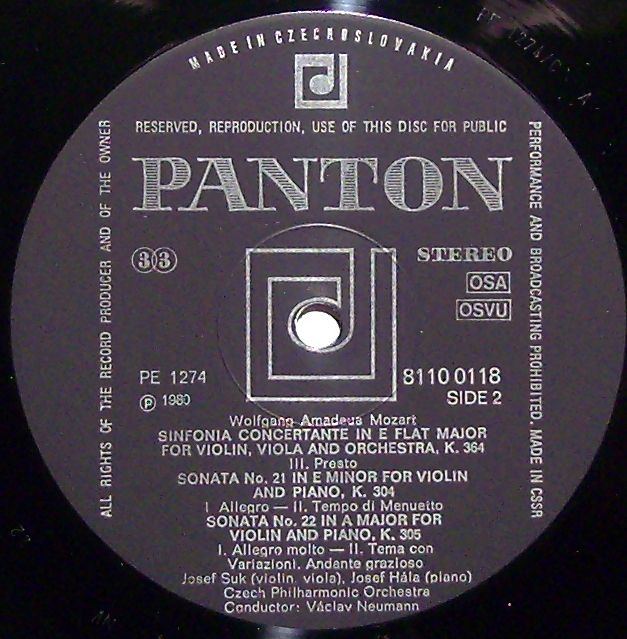 MADE IN CZECHOSLOVAKIA
RESERVED, REPRODUCTION, USE OF THIS DISC FOR PUBLIC
PERFORMANCE AND BROADCASTING PROHIBITED. MADE IN CSSR
ALL RIGHTS OF THE RECORD PRODUCER AND OF THE OWNER
PANTON
33
STEREO
OSA
OSVU
PE 1274
8110 0118
℗ 1980
SIDE 2
Wolfgang Amadeus Mozart
SINFONIA CONCERTANTE IN E FLAT MAJOR
FOR VIOLIN, VIOLA AND ORCHESTRA, K. 364
III. Presto
SONATA No. 21 IN E MINOR FOR VIOLIN
AND PIANO, K. 304
I. Allegro — II. Tempo di Menuetto
SONATA No. 22 IN A MAJOR FOR
VIOLIN AND PIANO, K. 305
I. Allegro molto — II. Tema con
Variazioni. Andante grazioso
Josef Suk (violin, viola), Josef Hála (piano)
Czech Philharmonic Orchestra
Conductor: Václav Neumann